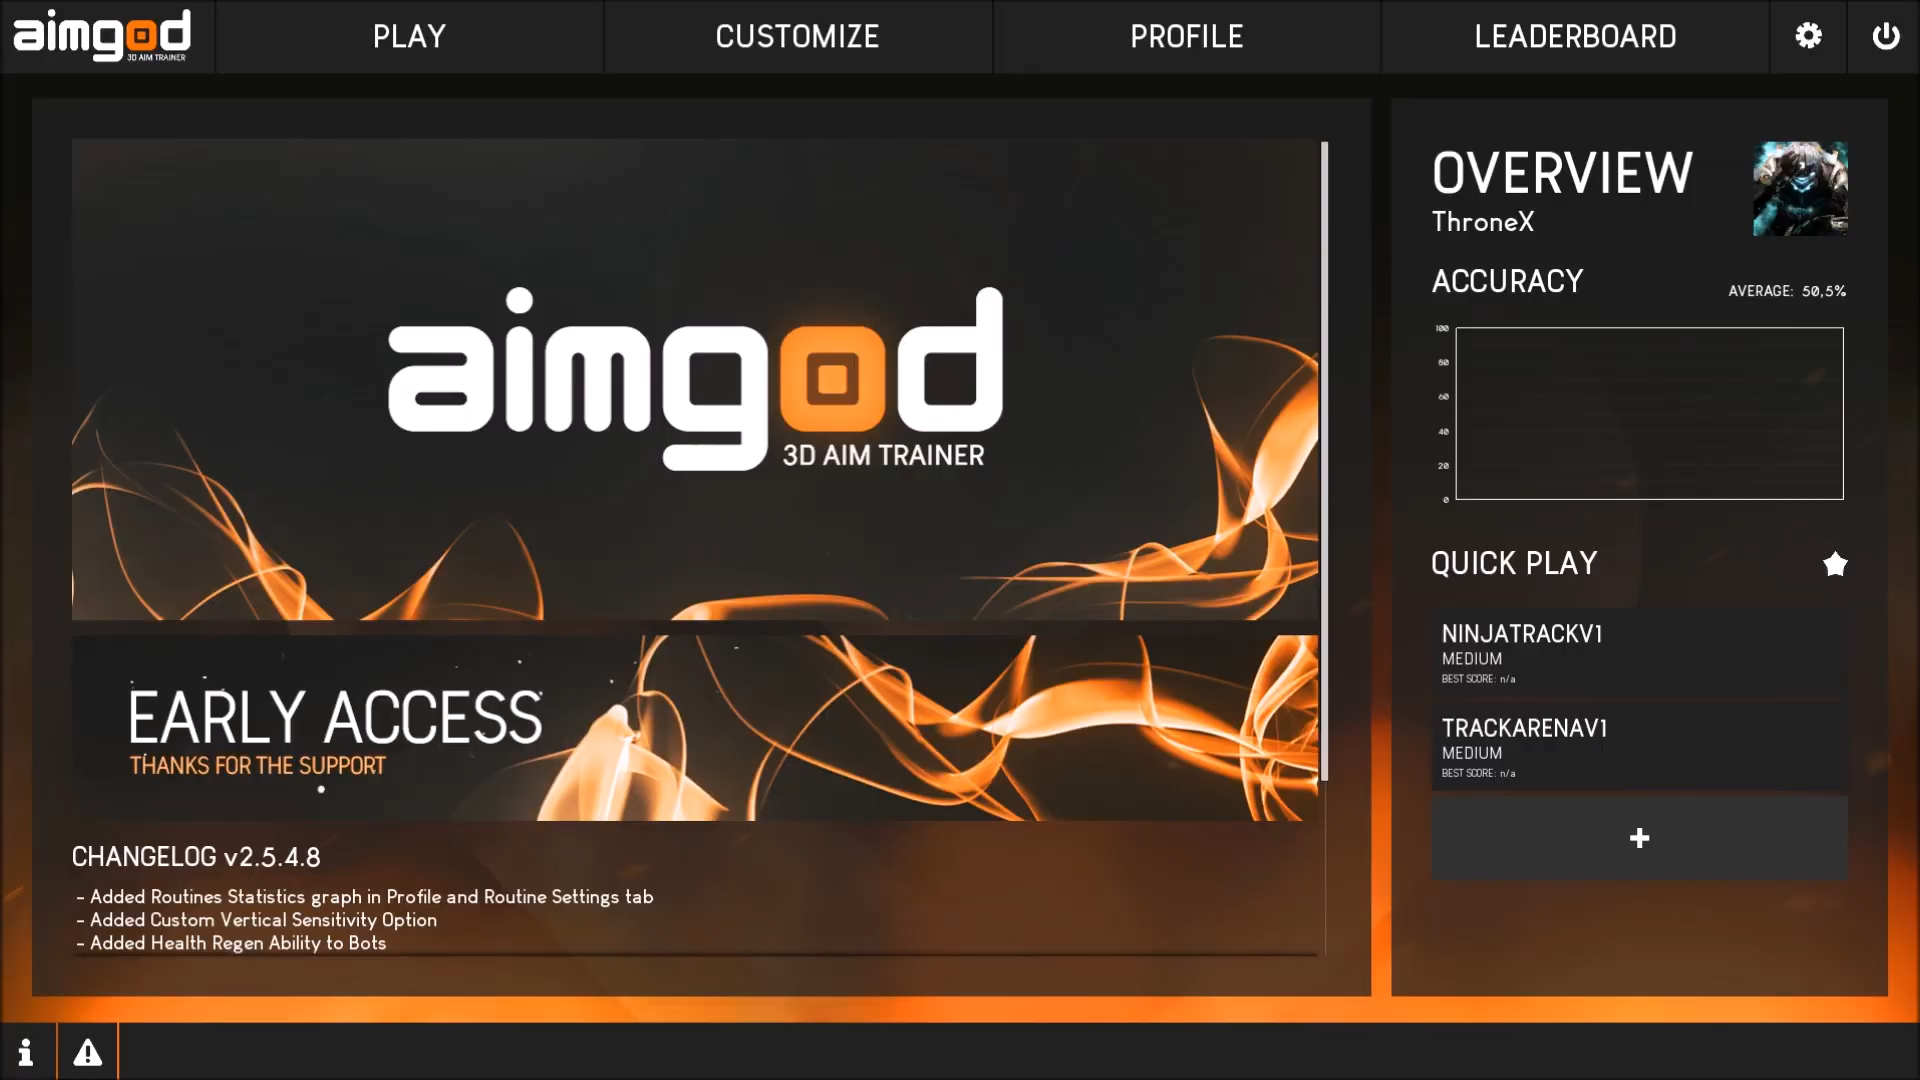 aimgod
3D AIM TRAINER
PLAY
CUSTOMIZE
PROFILE
LEADERBOARD
aimgod
3D AIM TRAINER
EARLY ACCESS
THANKS FOR THE SUPPORT
CHANGELOG v2.5.4.8
- Added Routines Statistics graph in Profile and Routine Settings tab
- Added Custom Vertical Sensitivity Option
- Added Health Regen Ability to Bots
OVERVIEW
ThroneX
ACCURACY
AVERAGE: 50,5%
100
80
60
40
20
0
QUICK PLAY
NINJATRACKV1
MEDIUM
BEST SCORE: n/a
TRACKARENAV1
MEDIUM
BEST SCORE: n/a
+